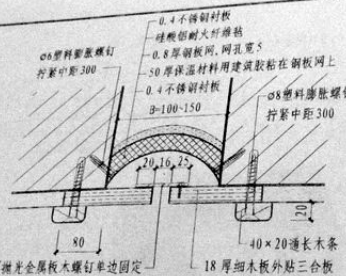 0.4不锈钢衬板
硅酸铝耐火纤维毡
0.8厚钢板网、网孔宽5
50厚保温材料用建筑胶粘在钢板网上
0.4不锈钢衬板
B=100~150
ø6塑料膨胀螺钉
拧紧中距300
ø8塑料膨胀螺
拧紧中距300
20 16 25
20
80
40×20通长木条
抛光金属板木螺钉单边固定
18厚细木板外贴三合板